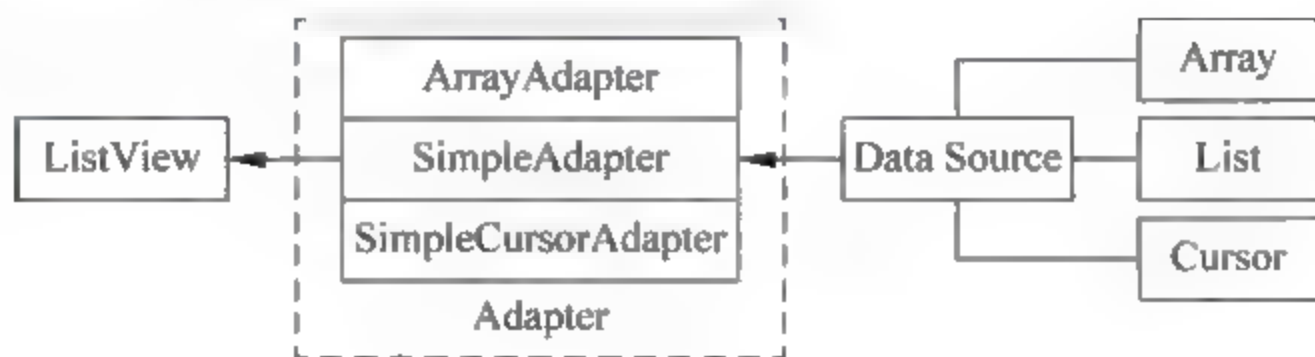 ArrayAdapter
SimpleAdapter
SimpleCursorAdapter
Adapter
ListView
Data Source
Array
List
Cursor